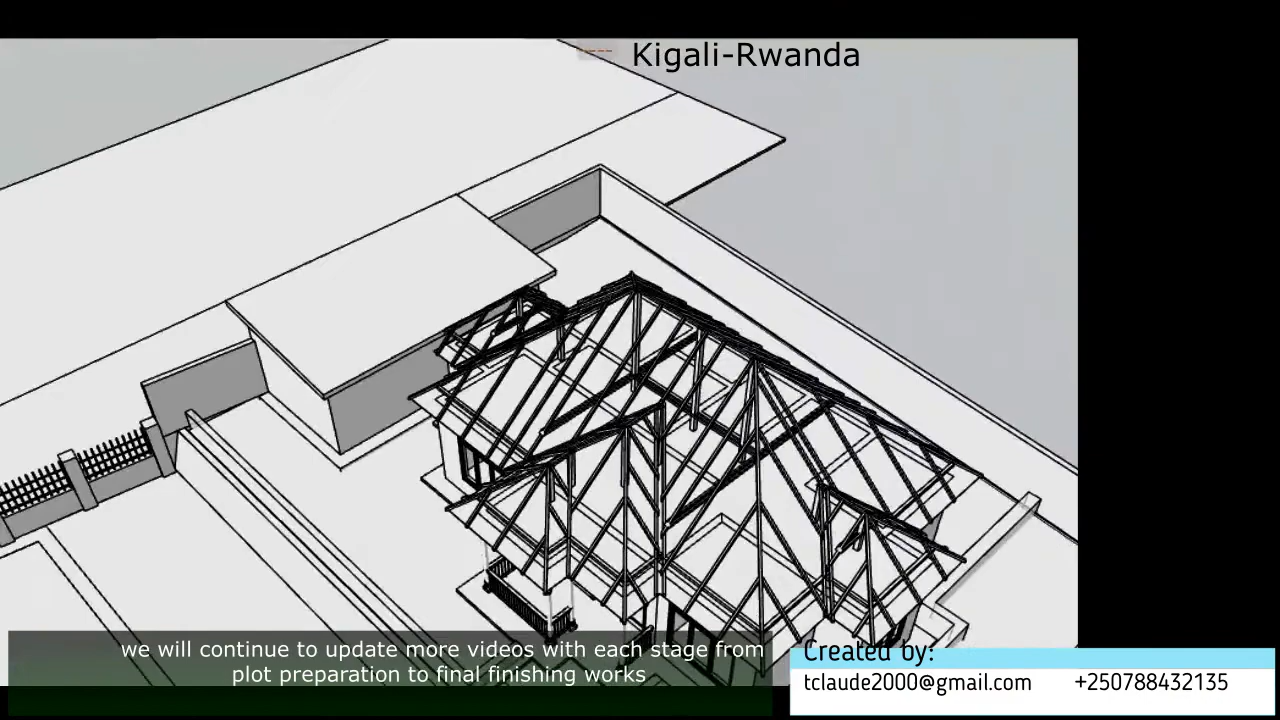 Kigali-Rwanda
we will continue to update more videos with each stage from
plot preparation to final finishing works
Created by:
tclaude2000@gmail.com +250788432135